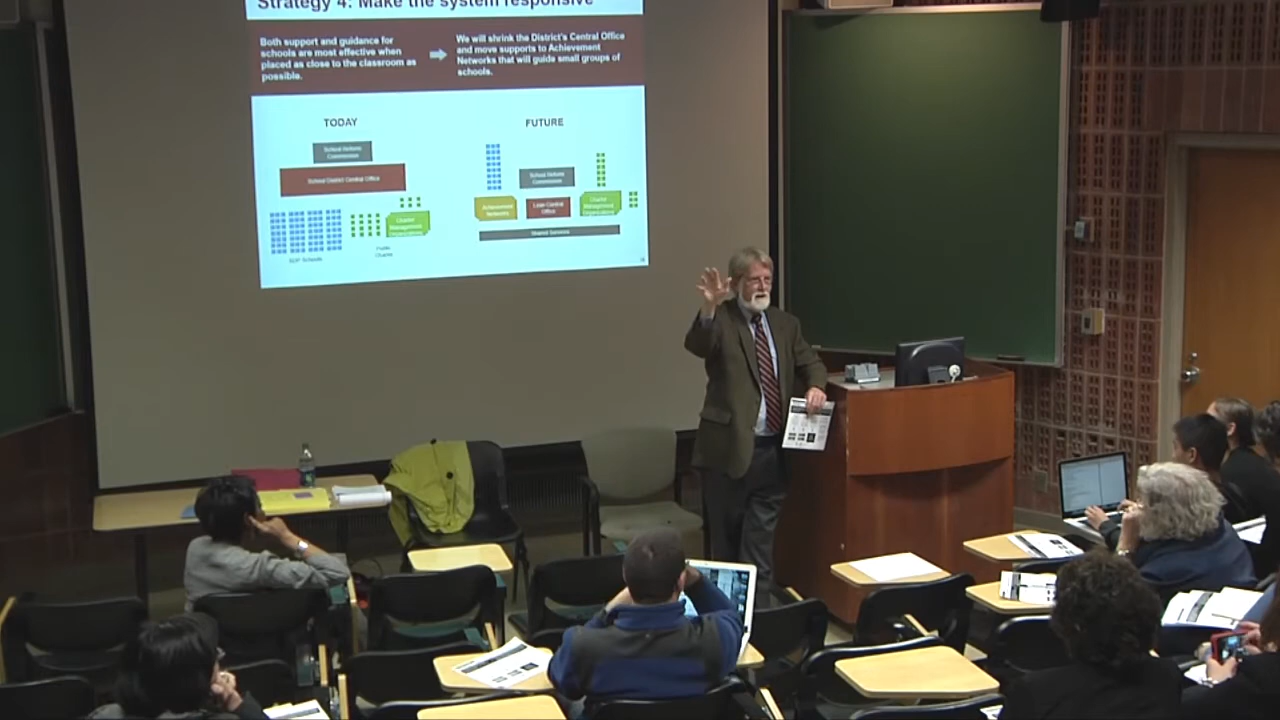 Strategy 4: Make the system responsive
Both support and guidance for
schools are most effective when
placed as close to the classroom as
possible.
We will shrink the District's Central Office
and move supports to Achievement
Networks that will guide small groups of
schools.
TODAY
FUTURE
School Reform
Commission
School District Central Office
Charter
Management
Organizations
SDP Schools
School Reform
Commission
Achievement
Networks
Lean Central
Office
Charter
Management
Organizations
Shared Services